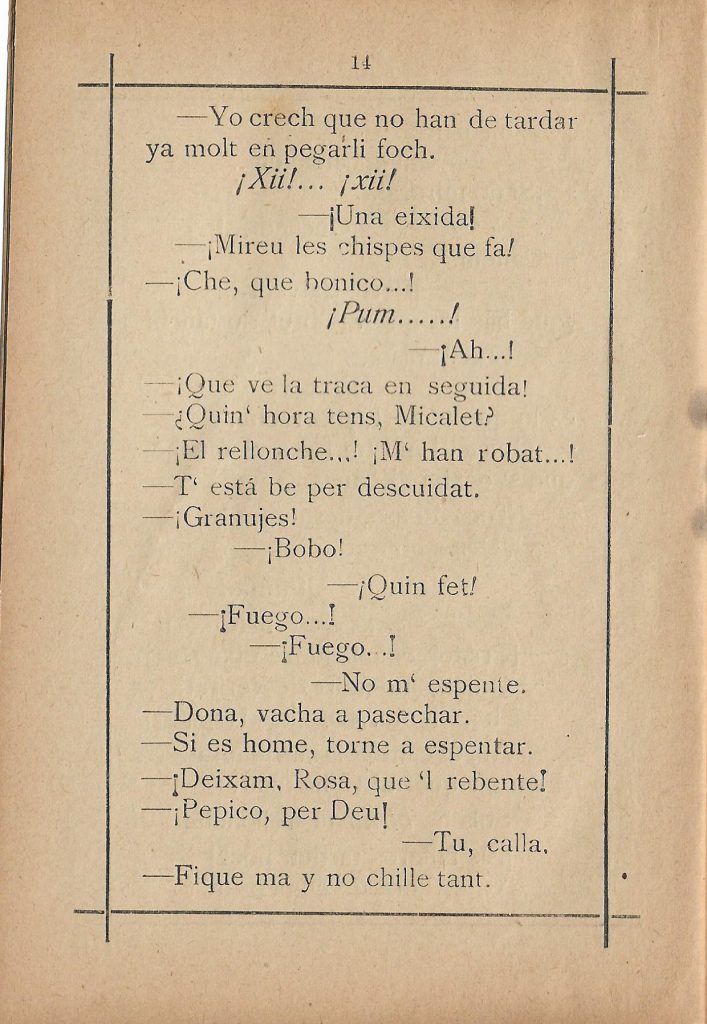 14
—Yo crech que no han de tardar
ya molt en pegarli foch.
¡Xii!... ¡xii!
—¡Una eixida!
—¡Mireu les chispes que fa!
—¡Che, que bonico...!
¡Pum.....!
—¡Ah...!
—¡Que ve la traca en seguida!
—¿Quin‘ hora tens, Micalet?
—¡El rellonche...! ¡M‘ han robat...!
—T‘ está be per descuidat.
—¡Granujes!
—¡Bobo!
—¡Quin fet!
—¡Fuego...!
—¡Fuego...!
—No m‘ espente.
—Dona, vacha a pasechar.
—Si es home, torne a espentar.
—¡Deixam, Rosa, que ‘l rebente!
—¡Pepico, per Deu!
—Tu, calla.
—Fique ma y no chille tant.